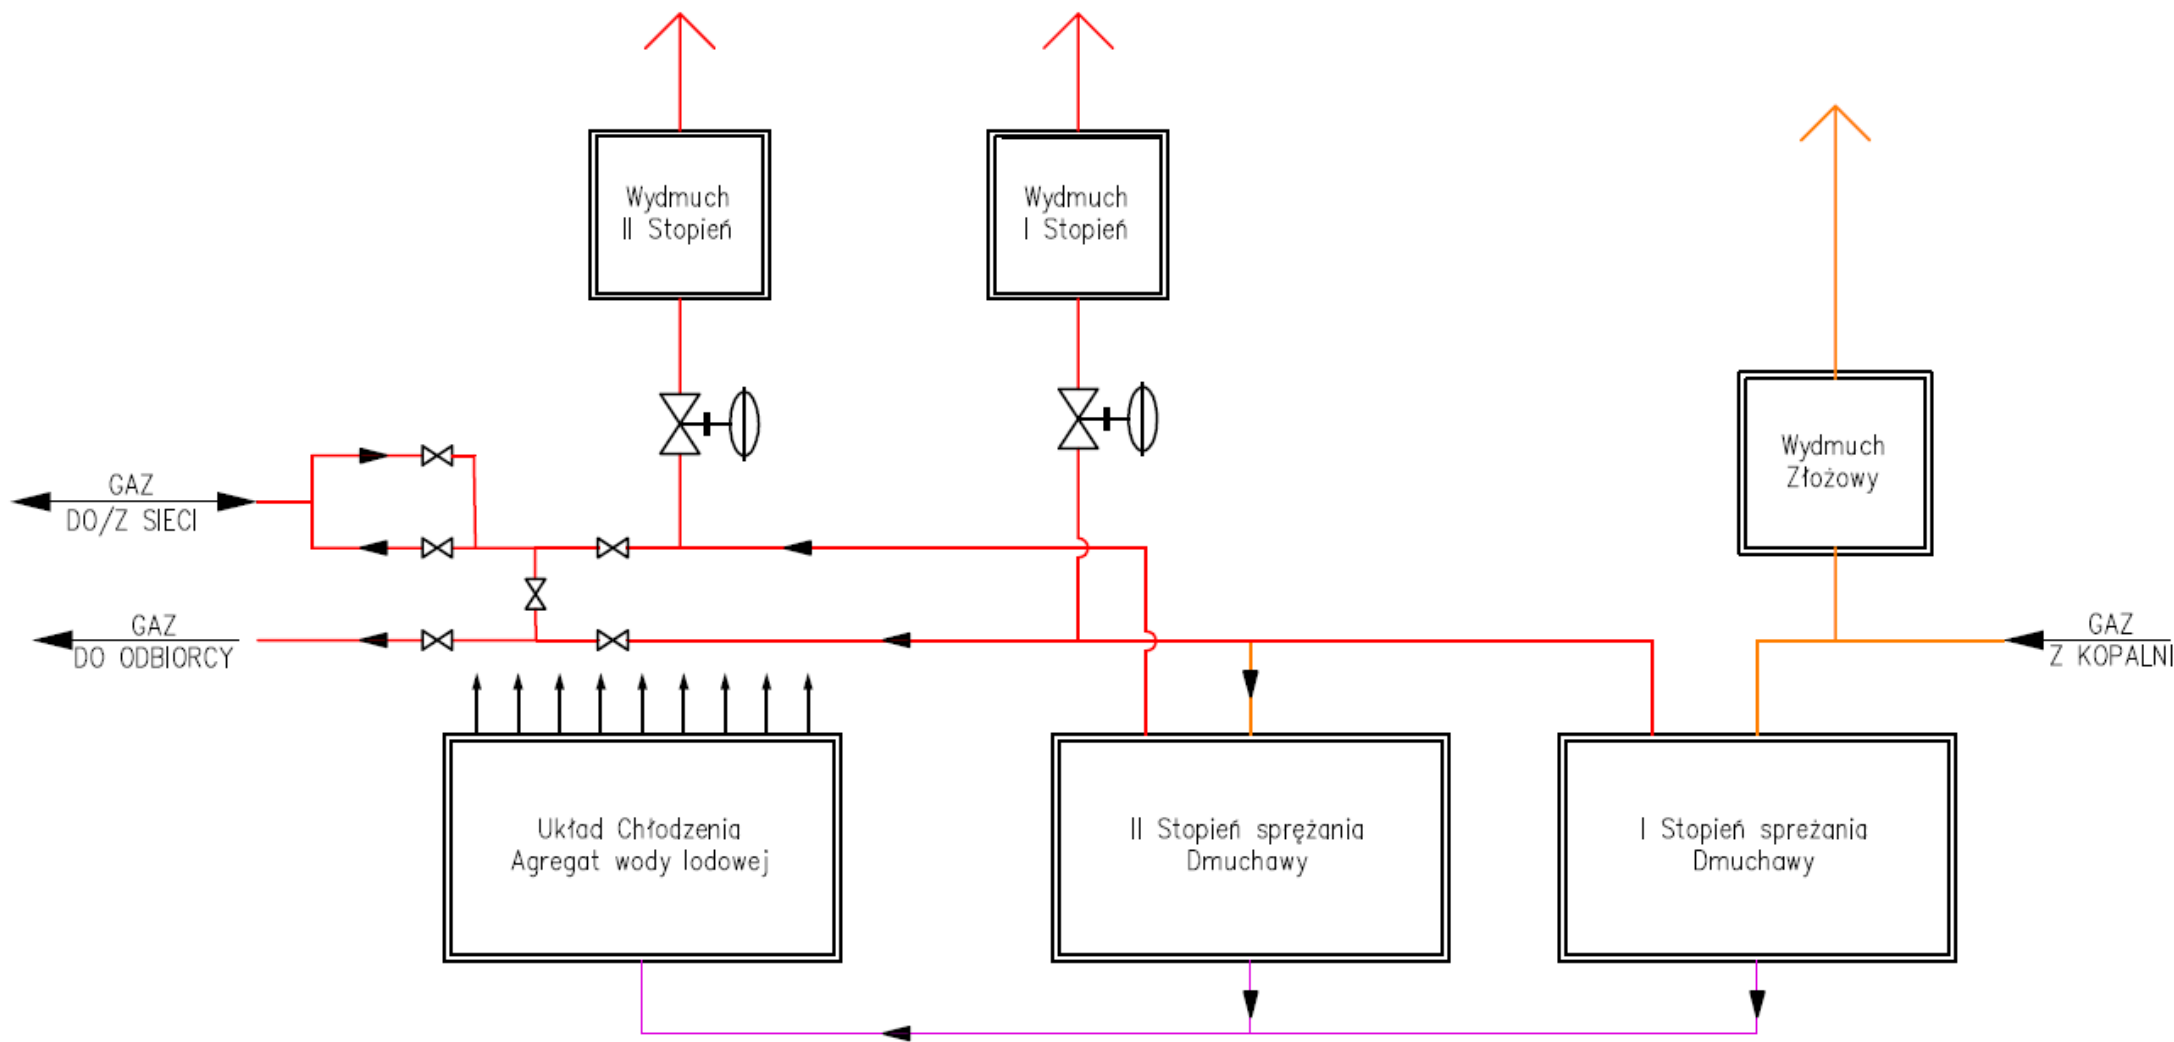 Wydmuch
II Stopień
Wydmuch
I Stopień
Wydmuch
Złożowy
GAZ
DO/Z SIECI
GAZ
DO ODBIORCY
GAZ
Z KOPALNI
Układ Chłodzenia
Agregat wody lodowej
II Stopień sprężania
Dmuchawy
I Stopień spreżania
Dmuchawy